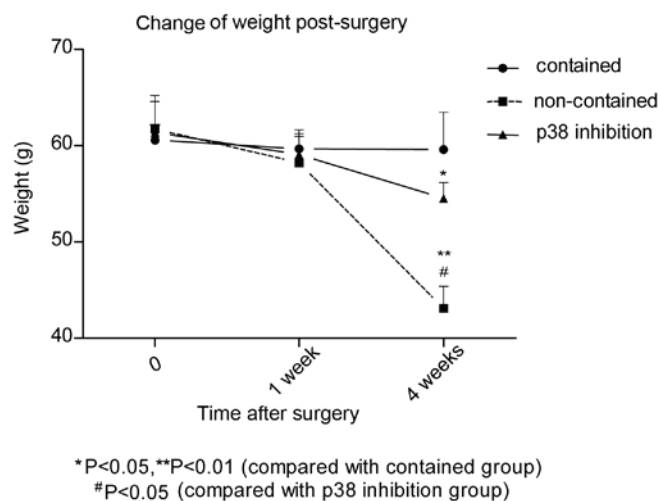 Change of weight post-surgery
70
60
50
40
Weight (g)
contained
non-contained
p38 inhibition
*
**
#
0
1 week
4 weeks
Time after surgery
*P<0.05,**P<0.01 (compared with contained group)
#P<0.05 (compared with p38 inhibition group)